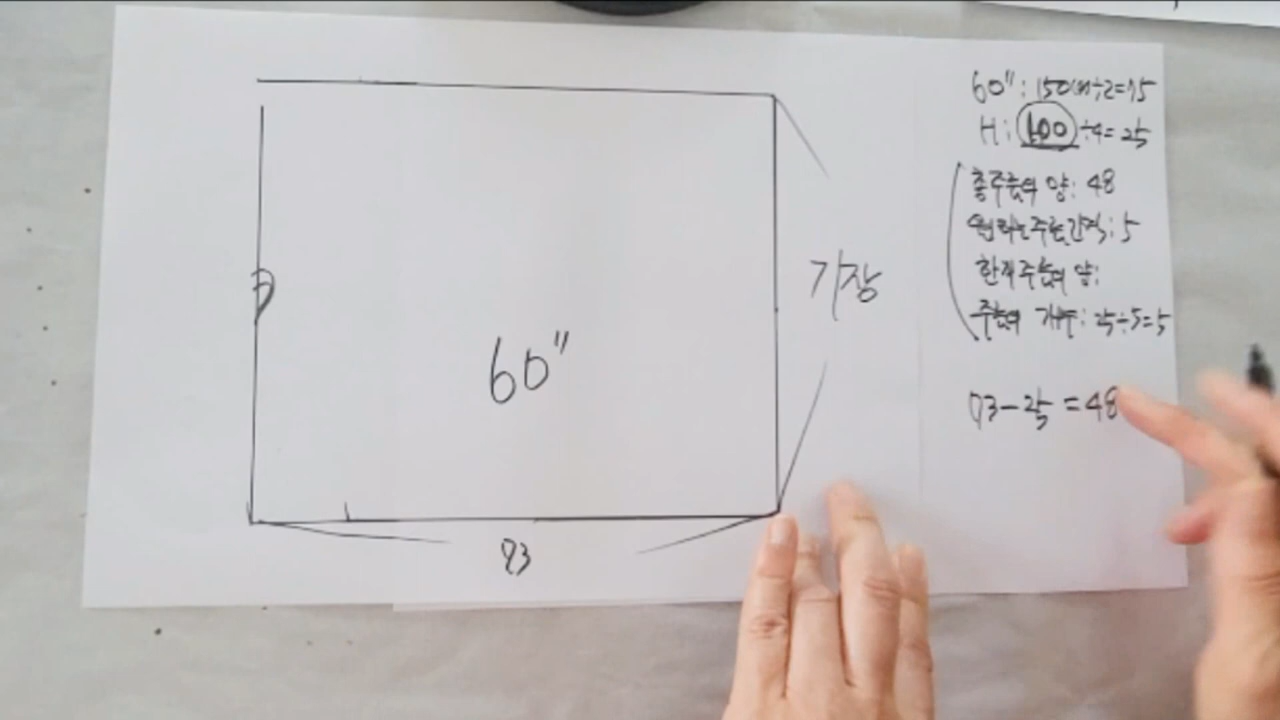 60": 150cm÷2=75
H: 100÷4=25
총주름의 양: 48
원하는주름간격: 5
한개주름의 양:
주름의 개수: 25÷5=5
73-25=48
기장
60"
73